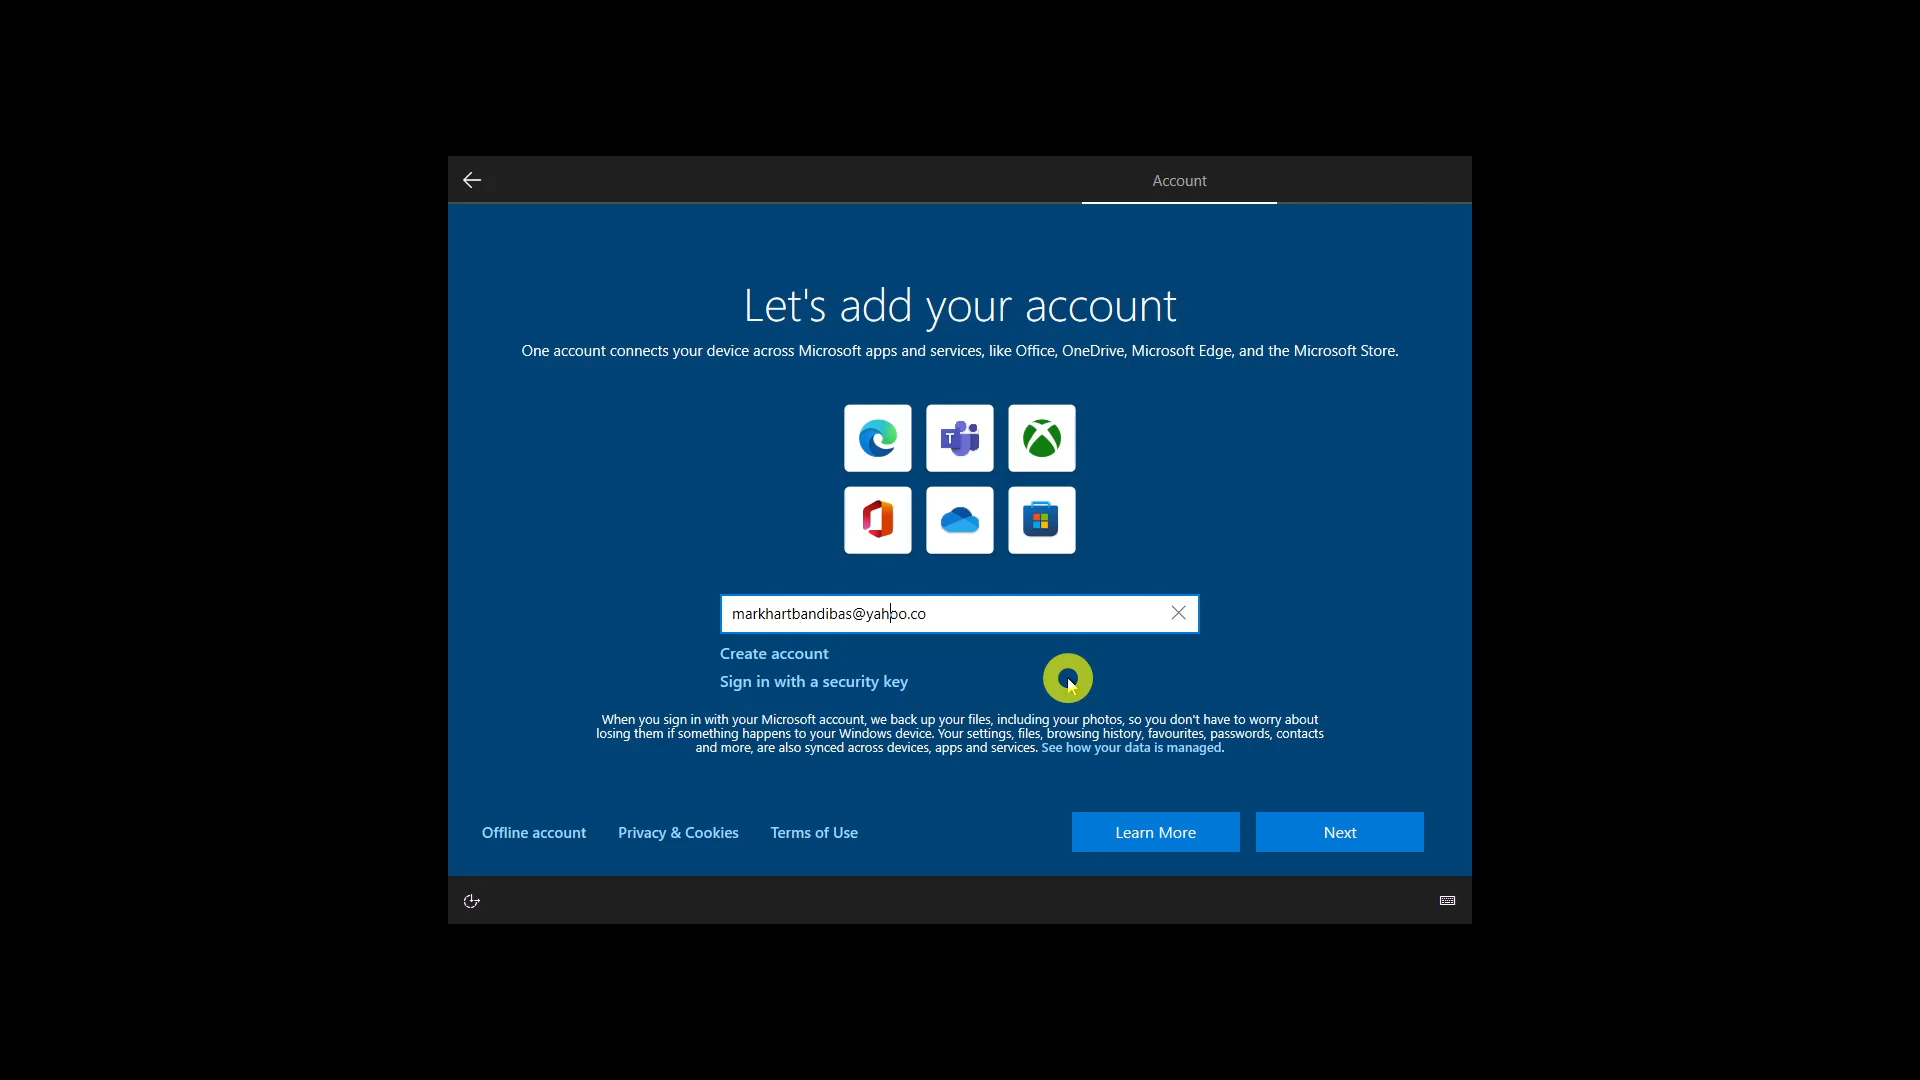 Account
Let's add your account
One account connects your device across Microsoft apps and services, like Office, OneDrive, Microsoft Edge, and the Microsoft Store.
T
markhartbandibas@yahoo.co
Create account
Sign in with a security key
When you sign in with your Microsoft account, we back up your files, including your photos, so you don't have to worry about
losing them if something happens to your Windows device. Your settings, files, browsing history, favourites, passwords, contacts
and more, are also synced across devices, apps and services. See how your data is managed.
Offline account Privacy & Cookies Terms of Use Learn More Next